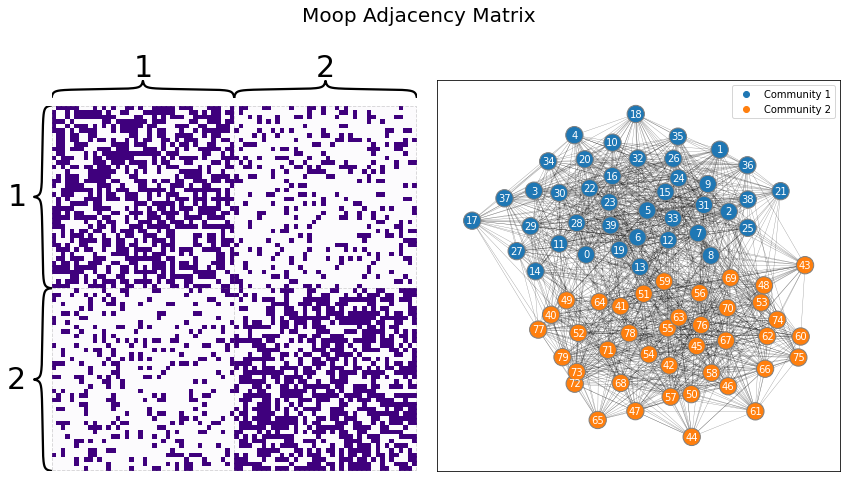 Moop Adjacency Matrix
1 2
1
2
Community 1
Community 2
18
4 10 35 1
34 20 32 26 36
16 24
37 3 30 22 15 9 21
23 5 31 2 38
17 29 28 39 33 25
11 6 12 7
27 0 19 8
14 13 43
59 69 48
49 64 51 56 53
40 41 63 70 74
77 52 78 55 76 62 60
71 54 45 67 75
79 42 66
73 58
72 68 46
57 50
65 47 61
44